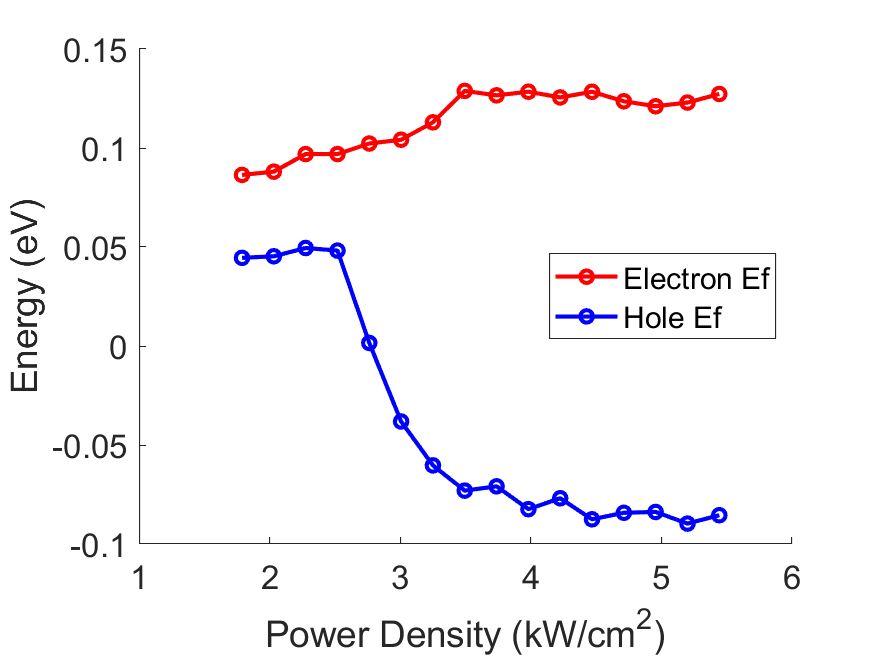 0.15
0.1
0.05
0
-0.05
-0.1
Energy (eV)
Electron Ef
Hole Ef
1 2 3 4 5 6
Power Density (kW/cm²)